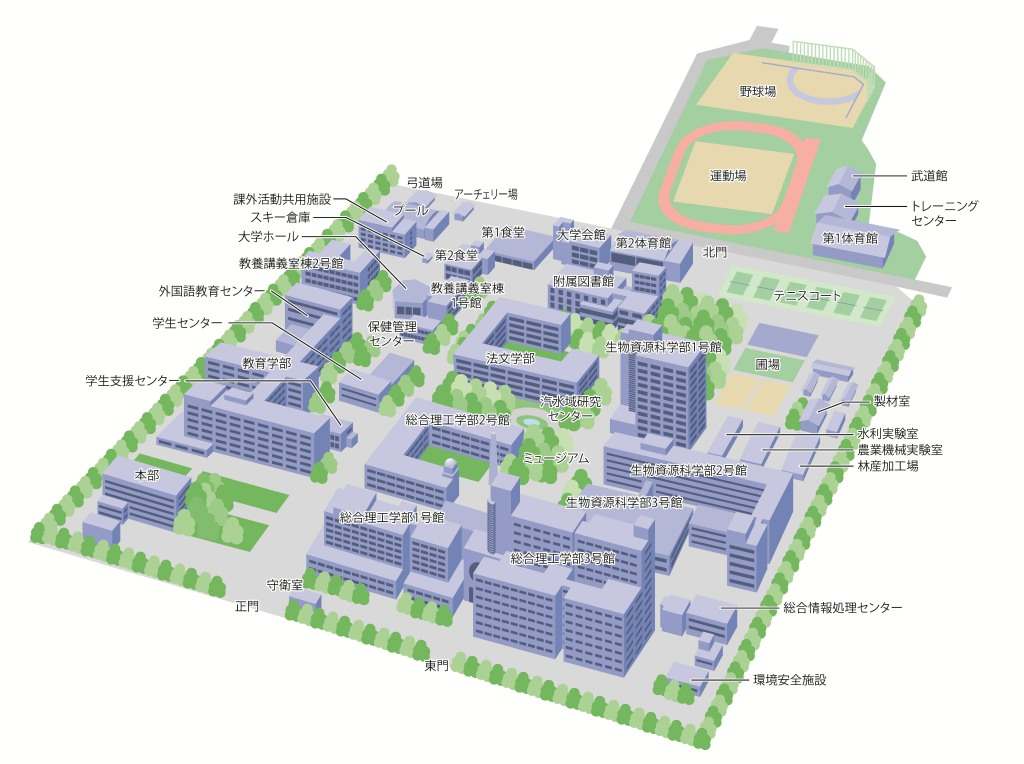 野球場
運動場
武道館
トレーニング
センター
第1体育館
弓道場
アーチェリー場
課外活動共用施設
プール
スキー倉庫
大学ホール
第1食堂
大学会館
第2体育館
北門
教養講義室棟2号館
第2食堂
附属図書館
テニスコート
外国語教育センター
教養講義室棟
1号館
学生センター
保健管理
センター
生物資源科学部1号館
教育学部
法文学部
圃場
学生支援センター
汽水域研究
センター
製材室
総合理工学部2号館
水利実験室
農業機械実験室
林産加工場
ミュージアム
生物資源科学部2号館
本部
生物資源科学部3号館
総合理工学部1号館
総合理工学部3号館
守衛室
正門
総合情報処理センター
東門
環境安全施設